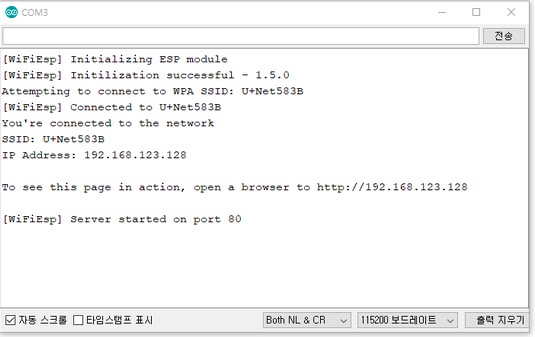 COM3
전송
[WiFiEsp] Initializing ESP module
[WiFiEsp] Initilization successful - 1.5.0
Attempting to connect to WPA SSID: U+Net583B
[WiFiEsp] Connected to U+Net583B
You're connected to the network
SSID: U+Net583B
IP Address: 192.168.123.128
To see this page in action, open a browser to http://192.168.123.128
[WiFiEsp] Server started on port 80
자동 스크롤 타임스탬프 표시 Both NL & CR 115200 보드레이트 출력 지우기